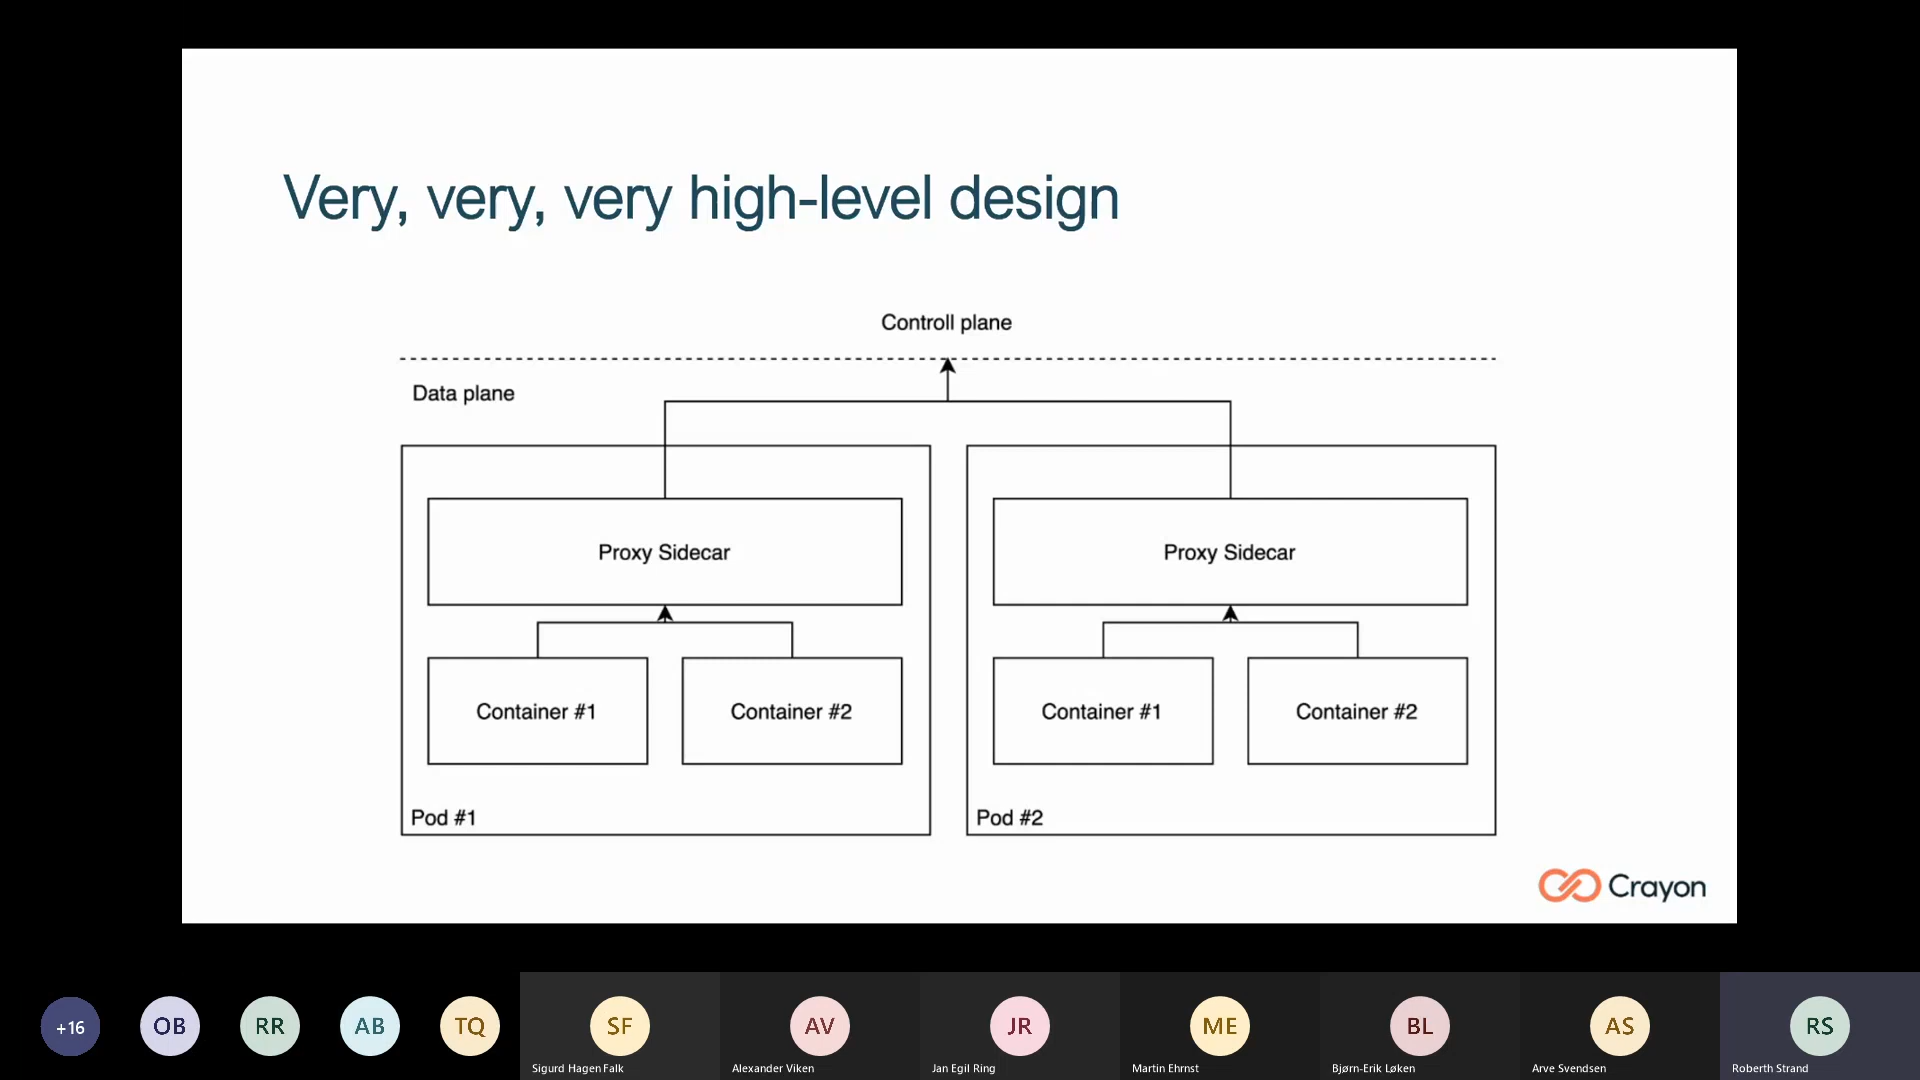 Very, very, very high-level design
Controll plane
Data plane
Proxy Sidecar
Proxy Sidecar
Container #1
Container #2
Container #1
Container #2
Pod #1
Pod #2
Crayon
+16
OB
RR
AB
TQ
SF
AV
JR
ME
BL
AS
RS
Sigurd Hagen Falk
Alexander Viken
Jan Egil Ring
Martin Ehrnst
Bjørn-Erik Løken
Arve Svendsen
Roberth Strand